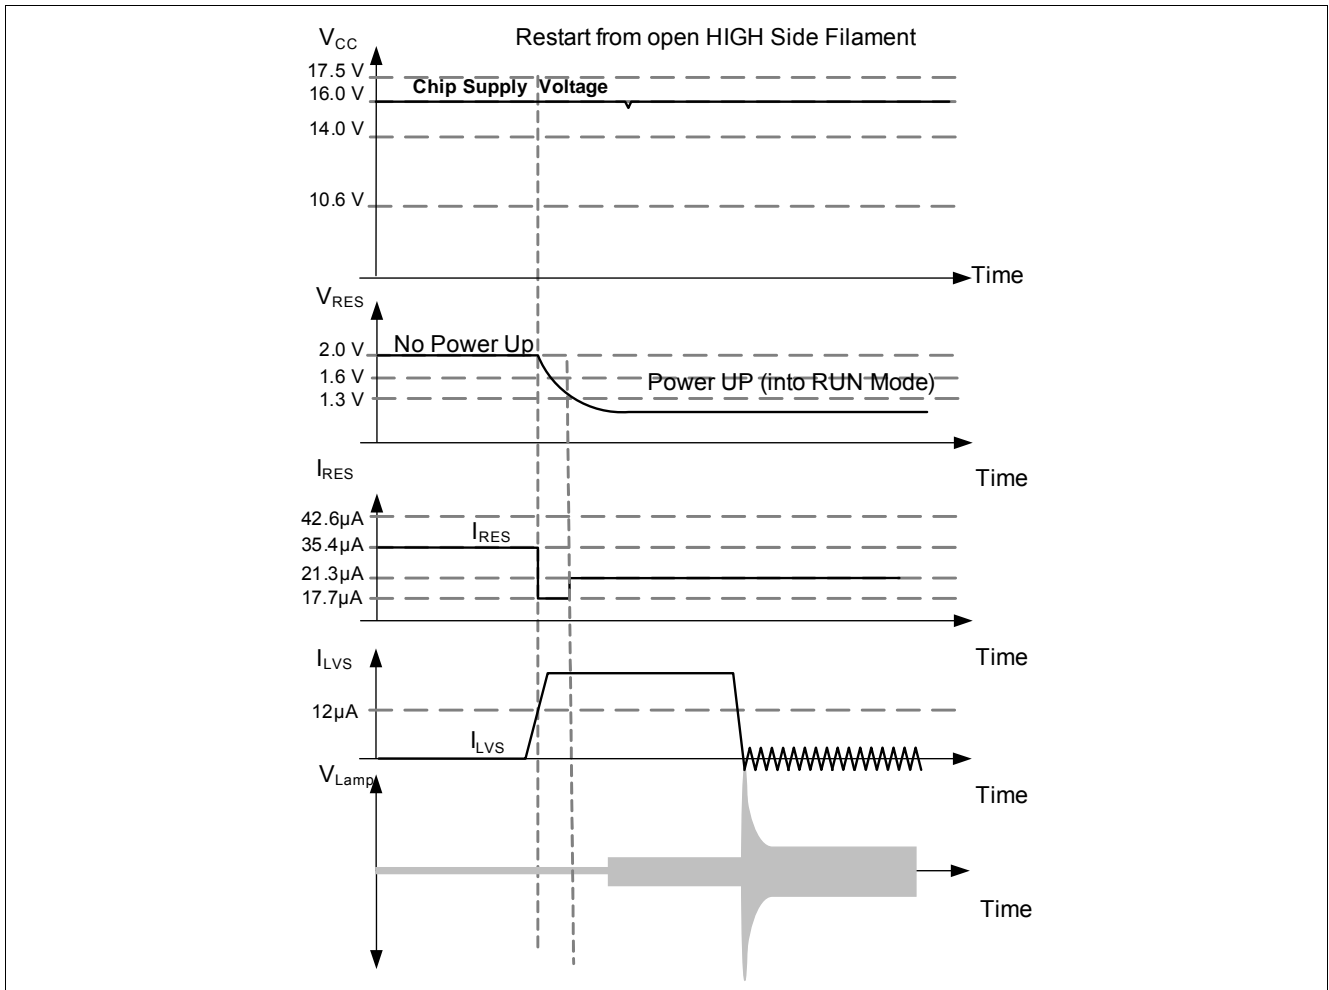 Restart from open HIGH Side Filament
VCC
17.5 V
Chip Supply Voltage
16.0 V
14.0 V
10.6 V
Time
VRES
2.0 V
No Power Up
1.6 V
Power UP (into RUN Mode)
1.3 V
Time
IRES
42.6µA
IRES
35.4µA
21.3µA
17.7µA
Time
ILVS
12µA
ILVS
Time
VLamp
Time